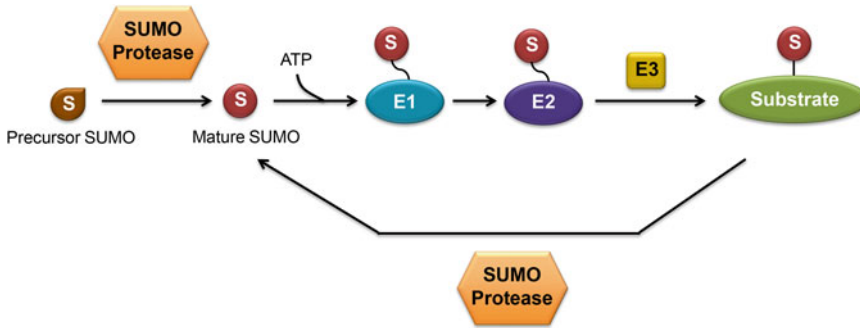 SUMO
Protease
S
ATP
S
S
E3
S
S
E1
E2
Substrate
Precursor SUMO
Mature SUMO
SUMO
Protease